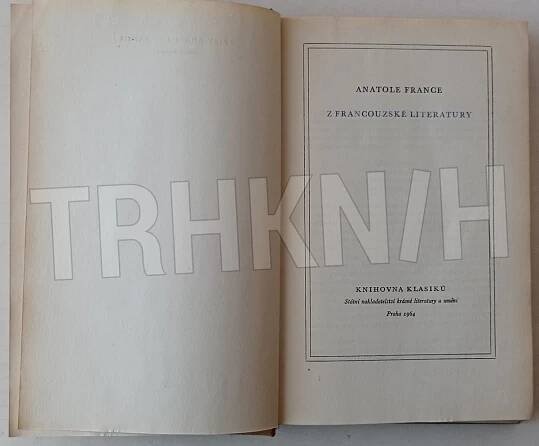 ANATOLE FRANCE
Z FRANCOUZSKÉ LITERATURY
TRHKNIH
KNIHOVNA KLASIKŮ
Státní nakladatelství krásné literatury a umění
Praha 1964